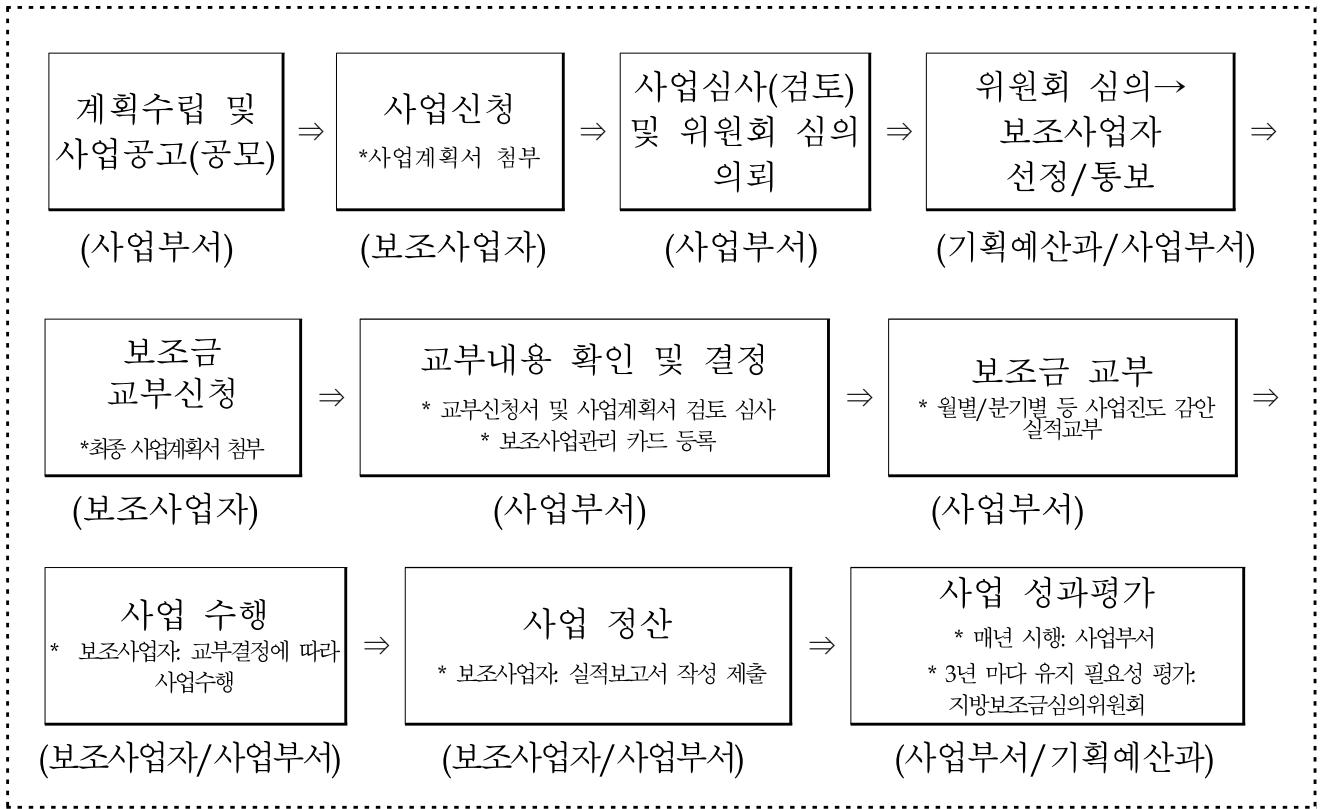 계획수립 및
사업공고(공모)
⇒
사업신청
*사업계획서 첨부
⇒
사업심사(검토)
및 위원회 심의
의뢰
⇒
위원회 심의→
보조사업자
선정/통보
⇒
(사업부서)
(보조사업자)
(사업부서)
(기획예산과/사업부서)
보조금
교부신청
*최종 사업계획서 첨부
⇒
교부내용 확인 및 결정
* 교부신청서 및 사업계획서 검토 심사
* 보조사업관리 카드 등록
⇒
보조금 교부
* 월별/분기별 등 사업진도 감안
실적교부
⇒
(보조사업자)
(사업부서)
(사업부서)
사업 수행
* 보조사업자: 교부결정에 따라
사업수행
⇒
사업 정산
* 보조사업자: 실적보고서 작성 제출
⇒
사업 성과평가
* 매년 시행: 사업부서
* 3년 마다 유지 필요성 평가:
지방보조금심의위원회
(보조사업자/사업부서)
(보조사업자/사업부서)
(사업부서/기획예산과)